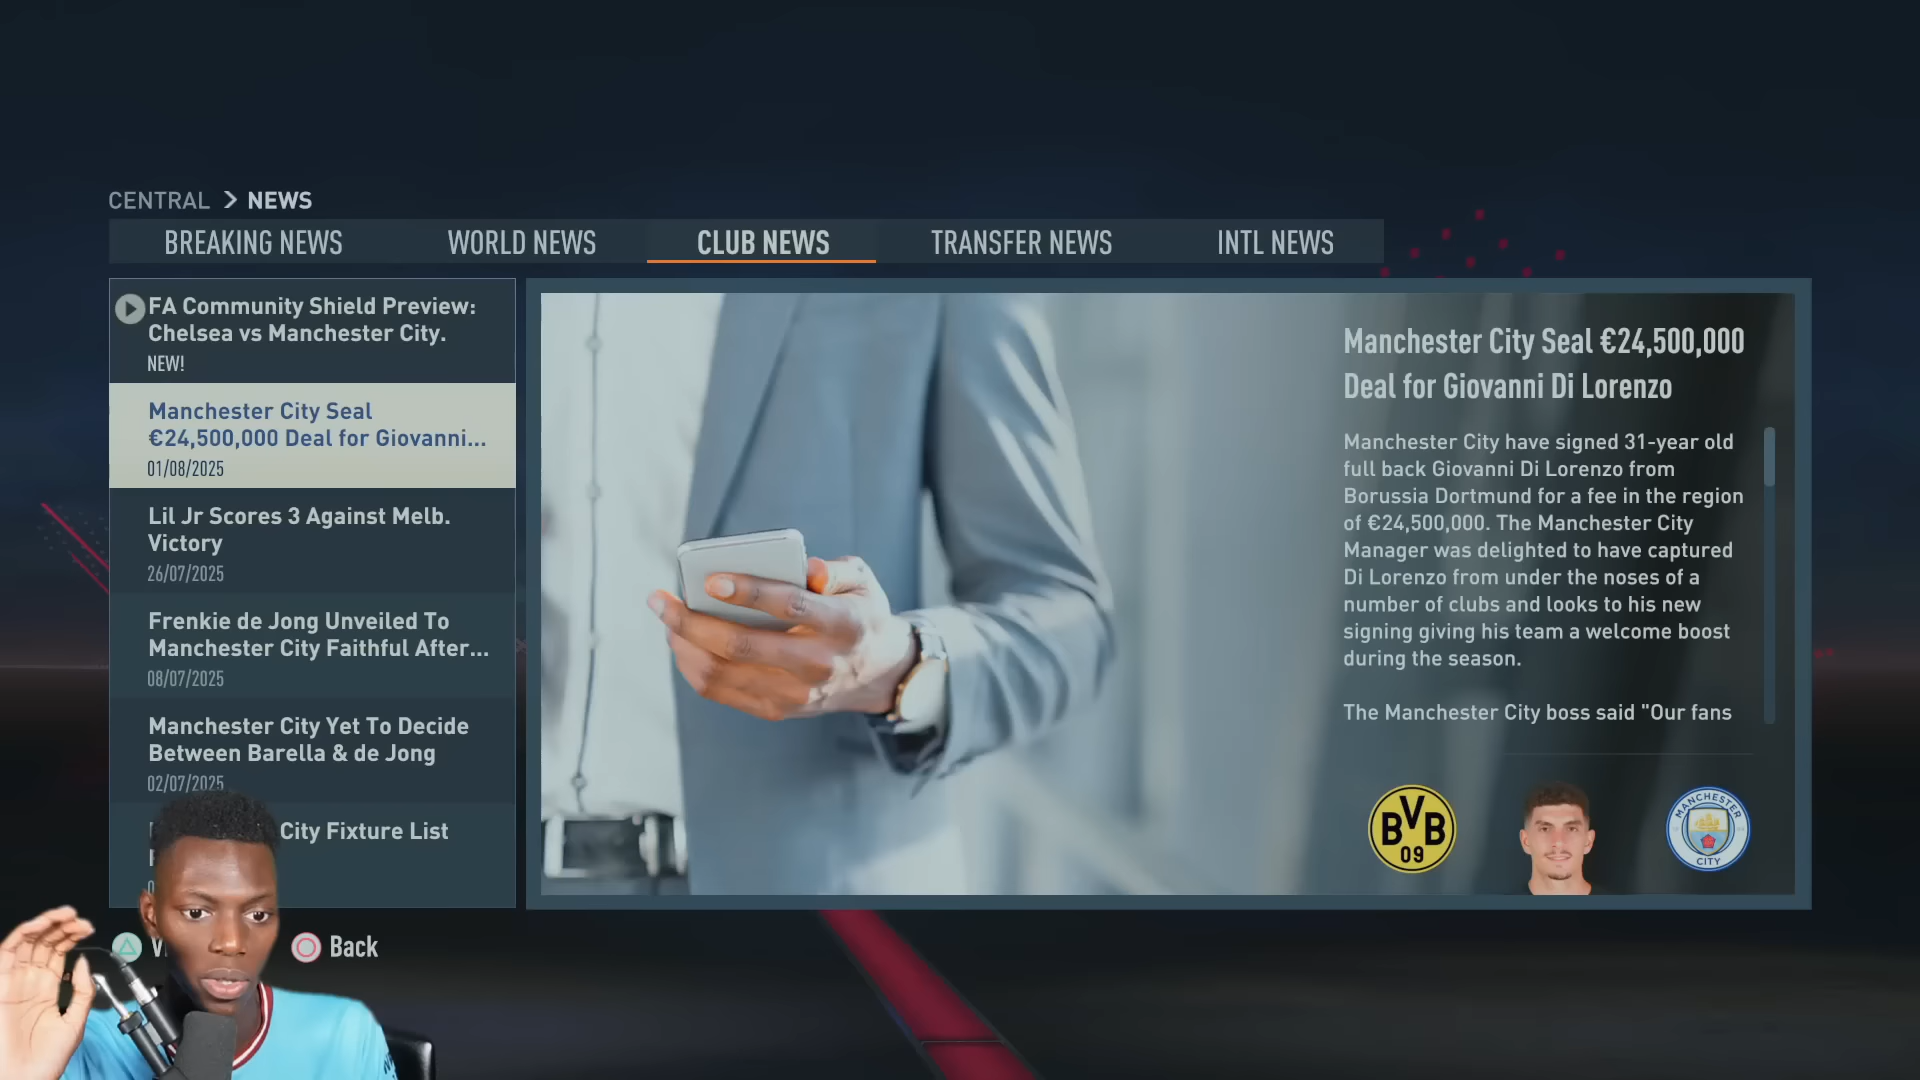 CENTRAL > NEWS
BREAKING NEWS
WORLD NEWS
CLUB NEWS
TRANSFER NEWS
INTL NEWS
FA Community Shield Preview:
Chelsea vs Manchester City.
NEW!
Manchester City Seal
€24,500,000 Deal for Giovanni...
01/08/2025
Lil Jr Scores 3 Against Melb.
Victory
26/07/2025
Frenkie de Jong Unveiled To
Manchester City Faithful After...
08/07/2025
Manchester City Yet To Decide
Between Barella & de Jong
02/07/2025
City Fixture List
Back
Manchester City Seal €24,500,000
Deal for Giovanni Di Lorenzo
Manchester City have signed 31-year old
full back Giovanni Di Lorenzo from
Borussia Dortmund for a fee in the region
of €24,500,000. The Manchester City
Manager was delighted to have captured
Di Lorenzo from under the noses of a
number of clubs and looks to his new
signing giving his team a welcome boost
during the season.
The Manchester City boss said "Our fans
BVB
09
MANCHESTER
CITY